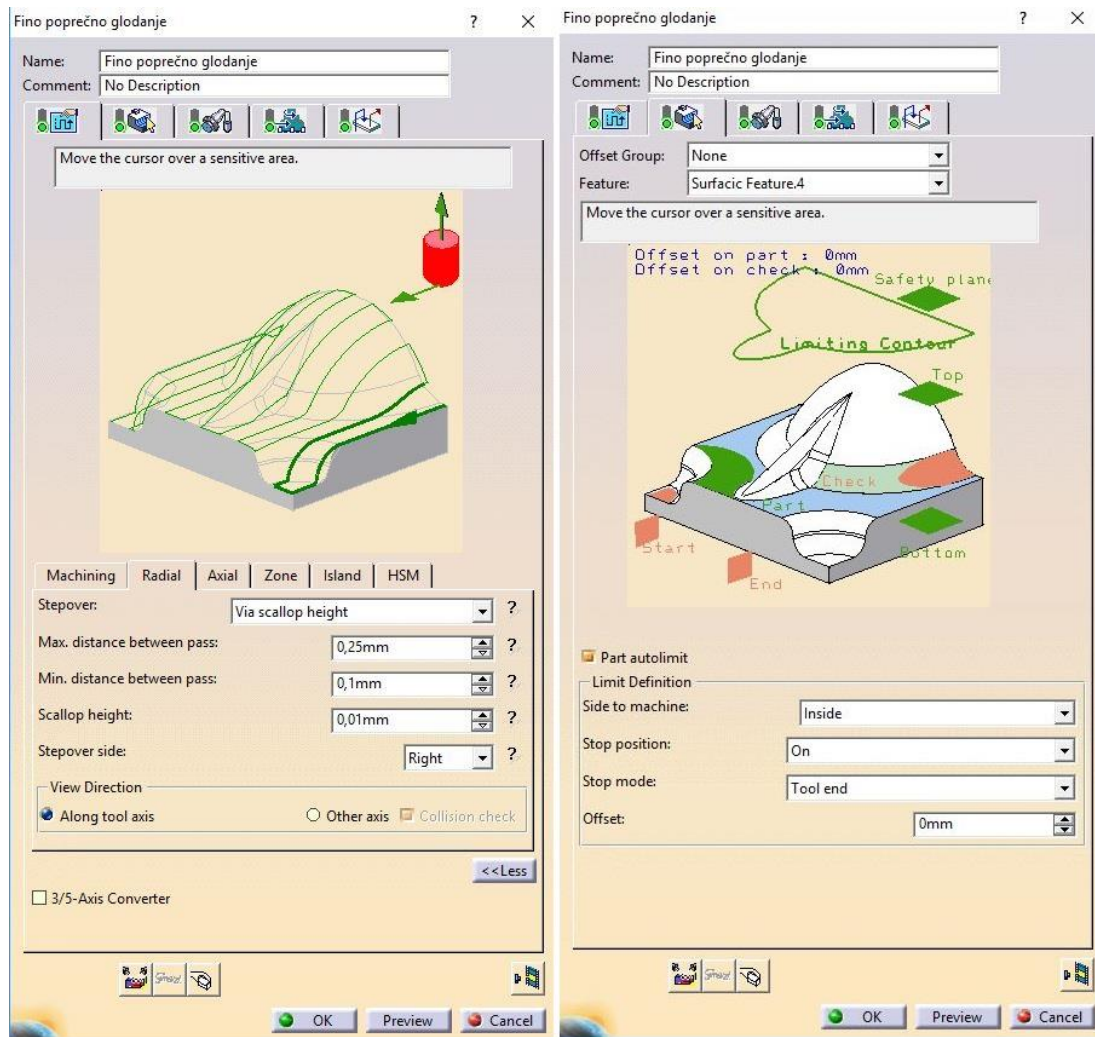 Fino poprečno glodanje ? ×
Name: Fino poprečno glodanje
Comment: No Description
Move the cursor over a sensitive area.
Machining Radial Axial Zone Island HSM
Stepover: Via scallop height ?
Max. distance between pass: 0,25mm ?
Min. distance between pass: 0,1mm ?
Scallop height: 0,01mm ?
Stepover side: Right ?
View Direction
Along tool axis Other axis Collision check
<<Less
3/5-Axis Converter
OK Preview Cancel
Fino poprečno glodanje ? ×
Name: Fino poprečno glodanje
Comment: No Description
Offset Group: None
Feature: Surfacic Feature.4
Move the cursor over a sensitive area.
Offset on part : 0mm
Offset on check : 0mm
Safety plane
Limiting Contour
Top
Check
Part
Start
Bottom
End
Part autolimit
Limit Definition
Side to machine: Inside
Stop position: On
Stop mode: Tool end
Offset: 0mm
OK Preview Cancel